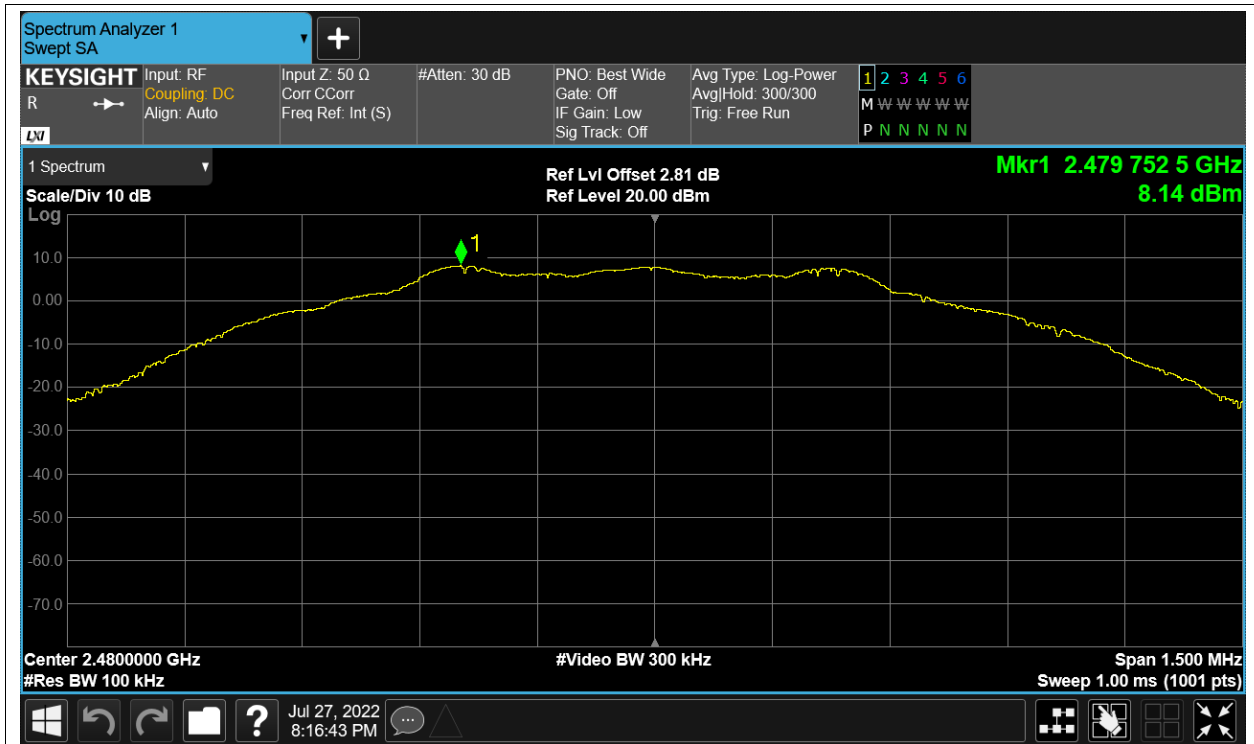 Spectrum Analyzer 1
Swept SA
+
KEYSIGHT
R
LXI
Input: RF
Coupling: DC
Align: Auto
Input Z: 50 Ω
Corr CCorr
Freq Ref: Int (S)
#Atten: 30 dB
PNO: Best Wide
Gate: Off
IF Gain: Low
Sig Track: Off
Avg Type: Log-Power
Avg|Hold: 300/300
Trig: Free Run
1 2 3 4 5 6
M W W W W W
P N N N N N
1 Spectrum
Scale/Div 10 dB
Log
Ref Lvl Offset 2.81 dB
Ref Level 20.00 dBm
Mkr1 2.479 752 5 GHz
8.14 dBm
1
10.0
0.00
-10.0
-20.0
-30.0
-40.0
-50.0
-60.0
-70.0
Center 2.4800000 GHz
#Res BW 100 kHz
#Video BW 300 kHz
Span 1.500 MHz
Sweep 1.00 ms (1001 pts)
?
Jul 27, 2022
8:16:43 PM